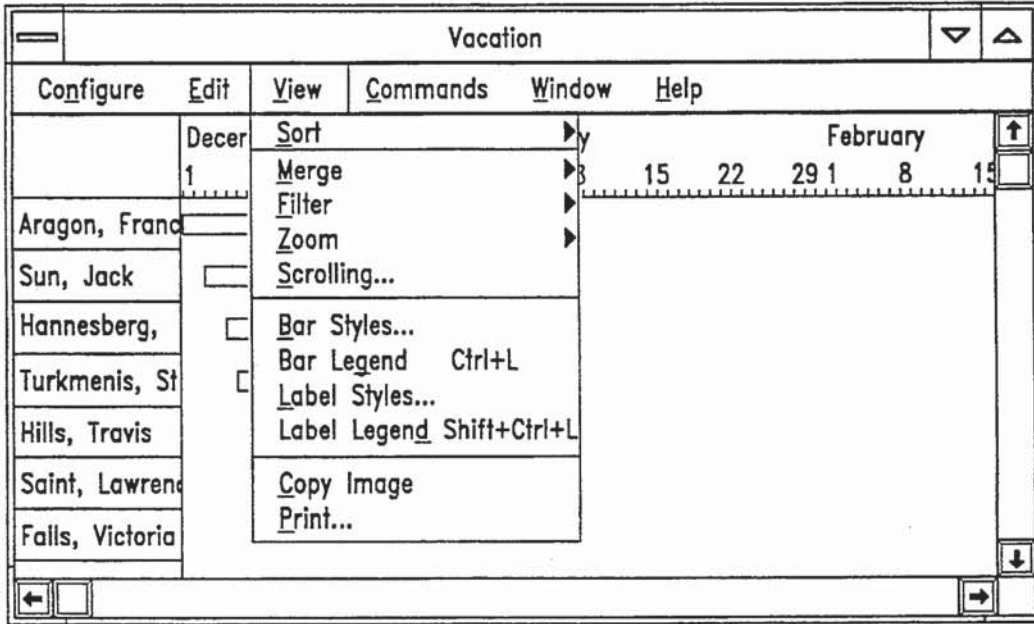 Vacation
Configure Edit View Commands Window Help
Decer
y February
1
8 15 22 29 1 8 15
Sort
Merge
Filter
Zoom
Scrolling...
Bar Styles...
Bar Legend Ctrl+L
Label Styles...
Label Legend Shift+Ctrl+L
Copy Image
Print...
Aragon, Franc
Sun, Jack
Hannesberg,
Turkmenis, St
Hills, Travis
Saint, Lawrenc
Falls, Victoria